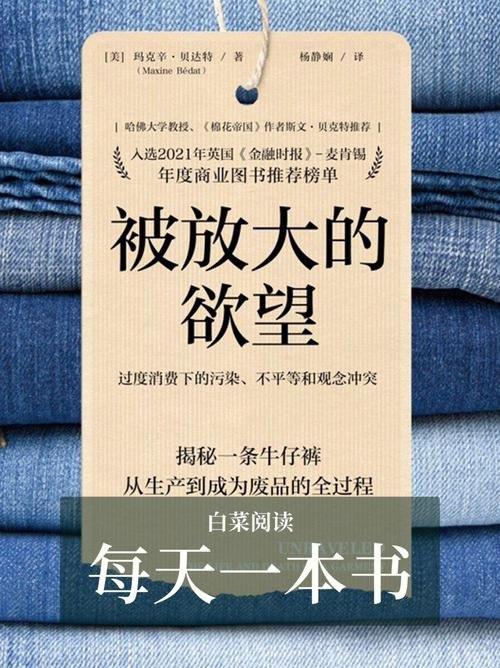 [美] 玛克辛·贝达特 / 著 杨静娴 / 译
(Maxine Bédat)
| 哈佛大学教授、《棉花帝国》作者斯文·贝克特推荐 |
入选2021年英国《金融时报》-麦肯锡
年度商业图书推荐榜单
被放大的
欲望
过度消费下的污染、不平等和观念冲突
揭秘一条牛仔裤
从生产到成为废品的全过程
白菜阅读
每天一本书